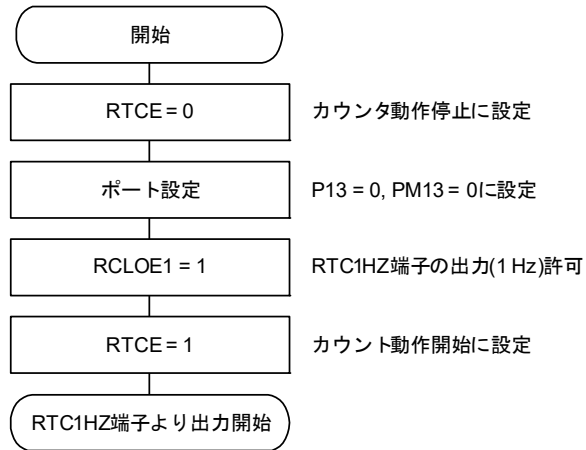 開始
RTCE = 0 カウンタ動作停止に設定
ポート設定 P13 = 0, PM13 = 0に設定
RCLOE1 = 1 RTC1HZ端子の出力(1 Hz)許可
RTCE = 1 カウント動作開始に設定
RTC1HZ端子より出力開始